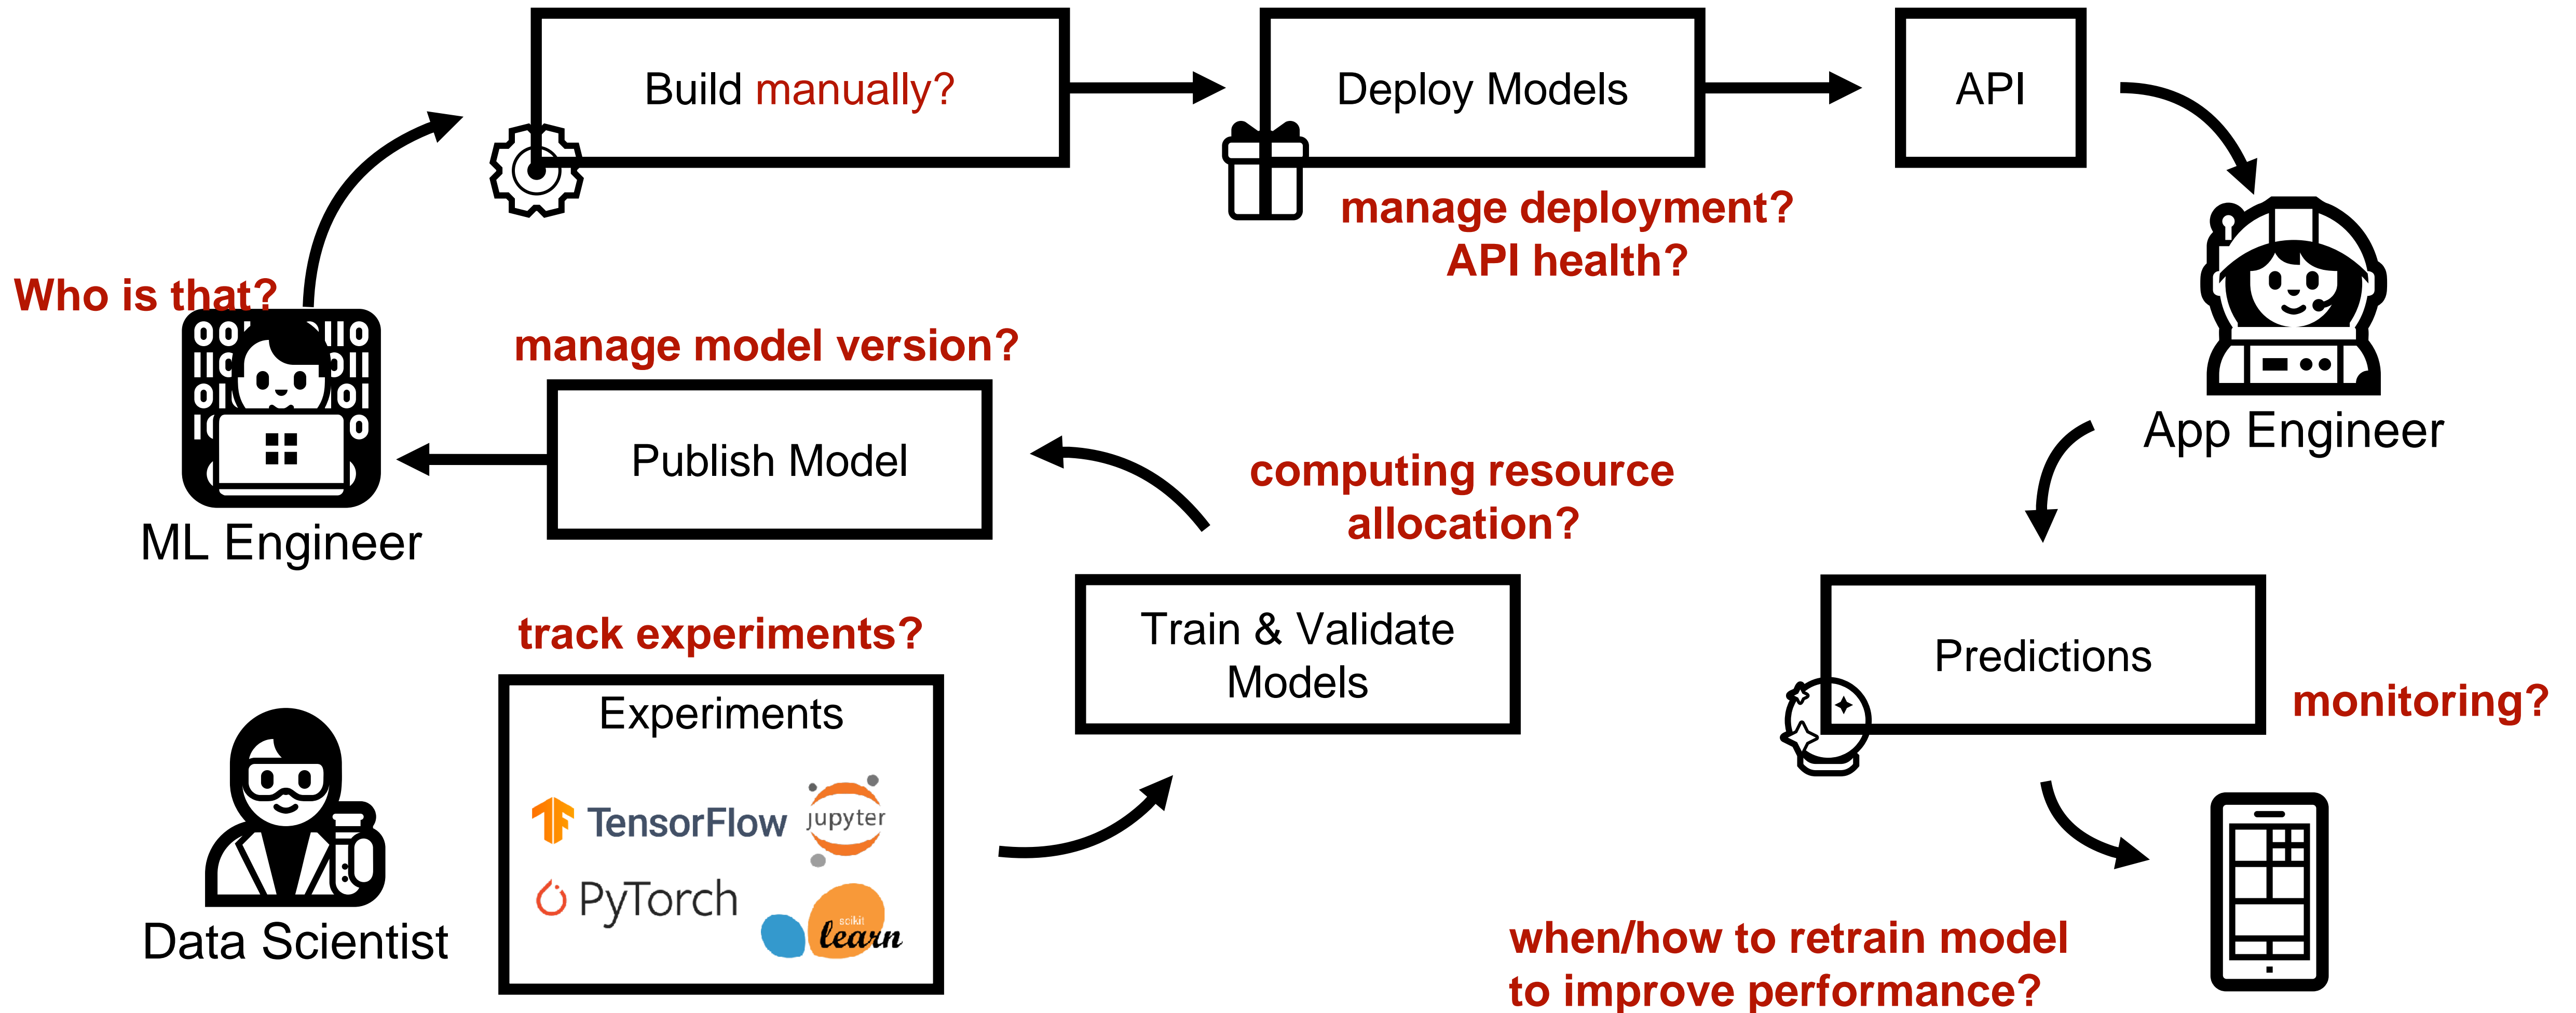 Build manually?
Deploy Models
API
manage deployment?
API health?
Who is that?
manage model version?
Publish Model
ML Engineer
App Engineer
computing resource
allocation?
Train & Validate
Models
Predictions
monitoring?
track experiments?
Experiments
TensorFlow
jupyter
PyTorch
scikit
learn
Data Scientist
when/how to retrain model
to improve performance?